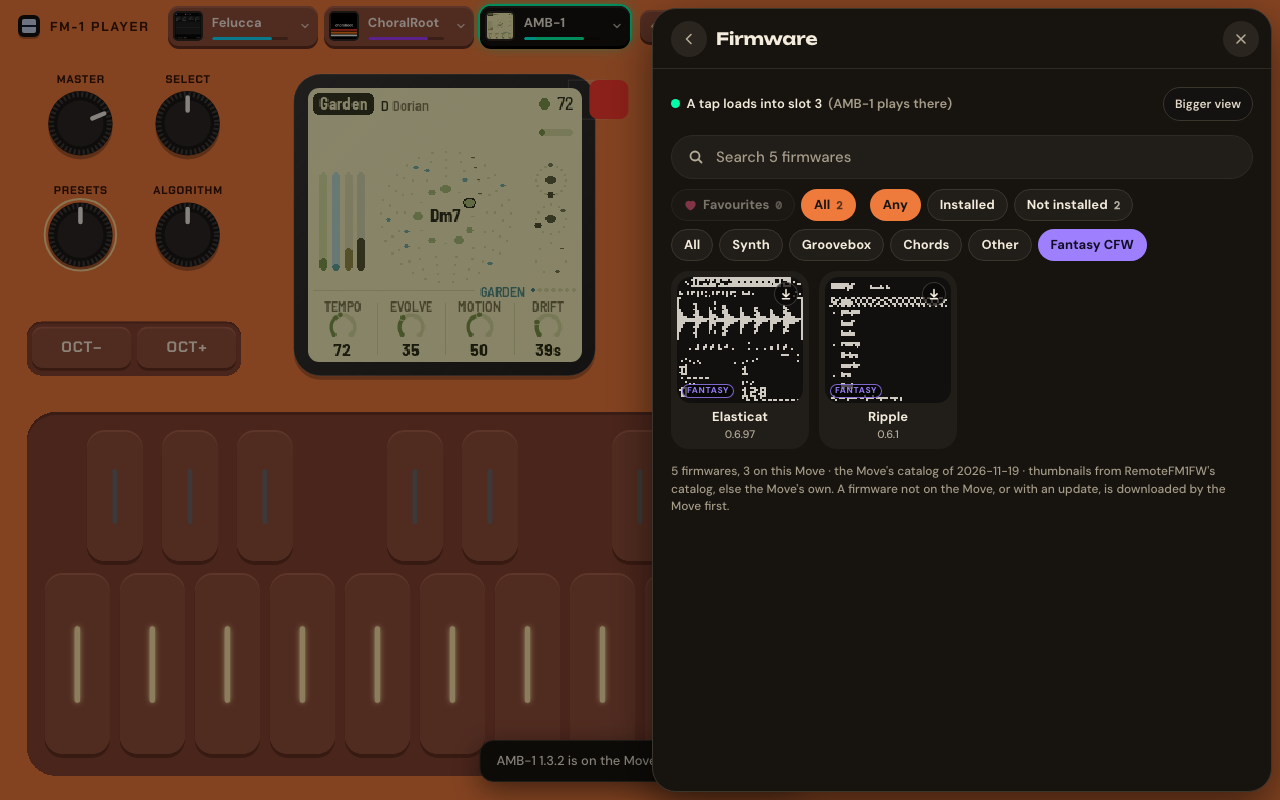 FM-1 PLAYER
Felucca
ChoralRoot
AMB-1
MASTER
SELECT
PRESETS
ALGORITHM
OCT−
OCT+
Garden D Dorian 72
Dm7
GARDEN
TEMPO EVOLVE MOTION DRIFT
72 35 50 39s
AMB-1 1.3.2 is on the Move
Firmware
A tap loads into slot 3 (AMB-1 plays there)
Bigger view
Search 5 firmwares
Favourites 0 All 2 Any Installed Not installed 2
All Synth Groovebox Chords Other Fantasy CFW
128
FANTASY FANTASY
Elasticat Ripple
0.6.97 0.6.1
5 firmwares, 3 on this Move · the Move's catalog of 2026-11-19 · thumbnails from RemoteFM1FW's
catalog, else the Move's own. A firmware not on the Move, or with an update, is downloaded by the
Move first.